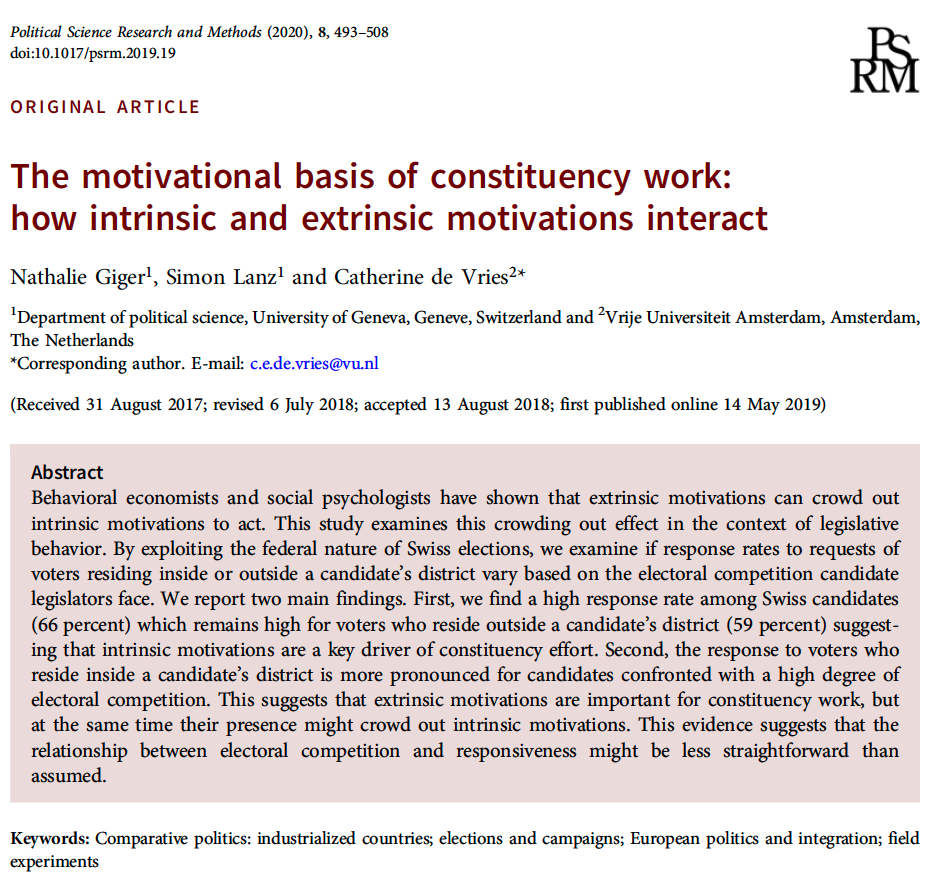 Political Science Research and Methods (2020), 8, 493–508
doi:10.1017/psrm.2019.19
PS
RM
ORIGINAL ARTICLE
The motivational basis of constituency work:
how intrinsic and extrinsic motivations interact
Nathalie Giger1, Simon Lanz1 and Catherine de Vries2*
1Department of political science, University of Geneva, Geneve, Switzerland and 2Vrije Universiteit Amsterdam, Amsterdam,
The Netherlands
*Corresponding author. E-mail: c.e.de.vries@vu.nl
(Received 31 August 2017; revised 6 July 2018; accepted 13 August 2018; first published online 14 May 2019)
Abstract
Behavioral economists and social psychologists have shown that extrinsic motivations can crowd out
intrinsic motivations to act. This study examines this crowding out effect in the context of legislative
behavior. By exploiting the federal nature of Swiss elections, we examine if response rates to requests of
voters residing inside or outside a candidate's district vary based on the electoral competition candidate
legislators face. We report two main findings. First, we find a high response rate among Swiss candidates
(66 percent) which remains high for voters who reside outside a candidate's district (59 percent) suggest-
ing that intrinsic motivations are a key driver of constituency effort. Second, the response to voters who
reside inside a candidate's district is more pronounced for candidates confronted with a high degree of
electoral competition. This suggests that extrinsic motivations are important for constituency work, but
at the same time their presence might crowd out intrinsic motivations. This evidence suggests that the
relationship between electoral competition and responsiveness might be less straightforward than
assumed.
Keywords: Comparative politics: industrialized countries; elections and campaigns; European politics and integration; field
experiments